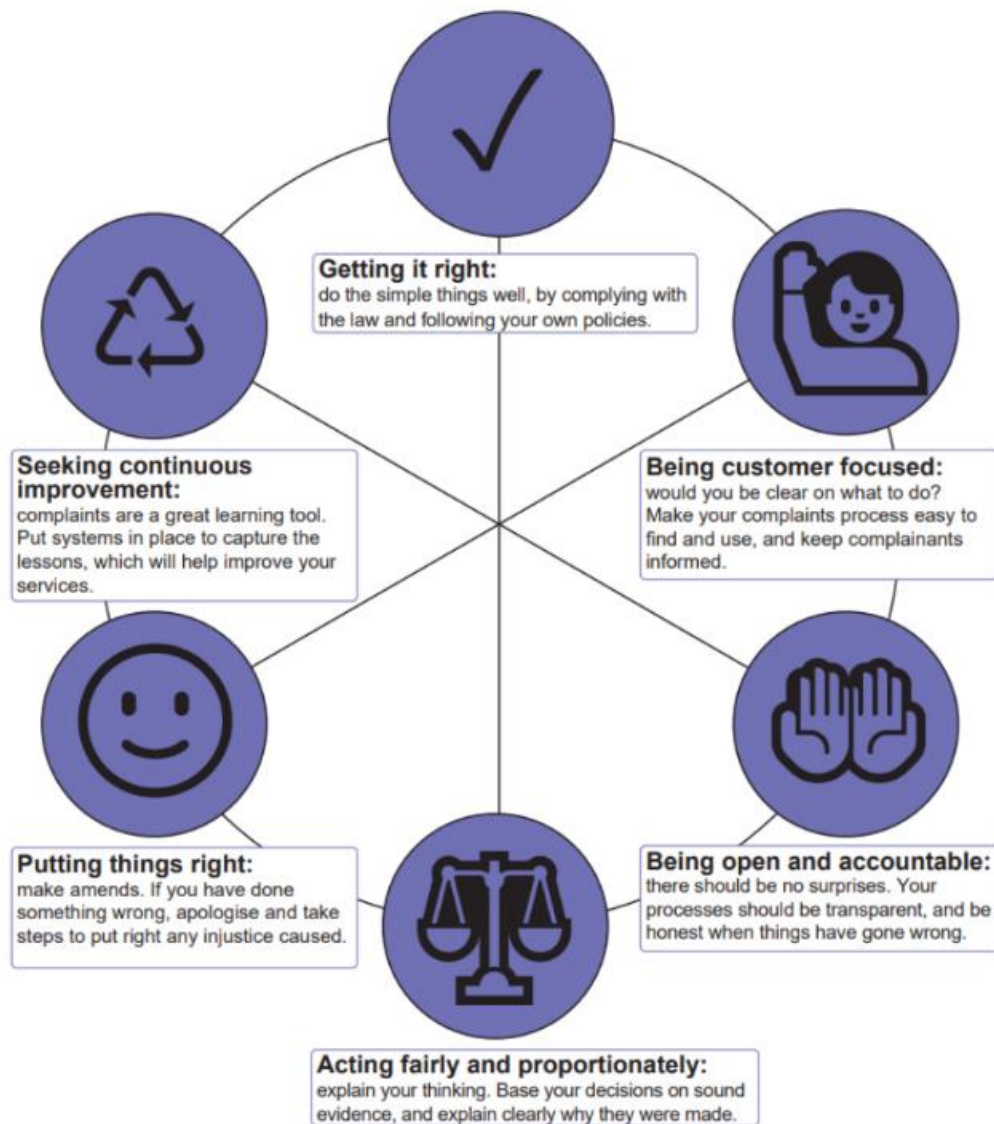 Getting it right:
do the simple things well, by complying with
the law and following your own policies.
Being customer focused:
would you be clear on what to do?
Make your complaints process easy to
find and use, and keep complainants
informed.
Being open and accountable:
there should be no surprises. Your
processes should be transparent, and be
honest when things have gone wrong.
Acting fairly and proportionately:
explain your thinking. Base your decisions on sound
evidence, and explain clearly why they were made.
Putting things right:
make amends. If you have done
something wrong, apologise and take
steps to put right any injustice caused.
Seeking continuous
improvement:
complaints are a great learning tool.
Put systems in place to capture the
lessons, which will help improve your
services.